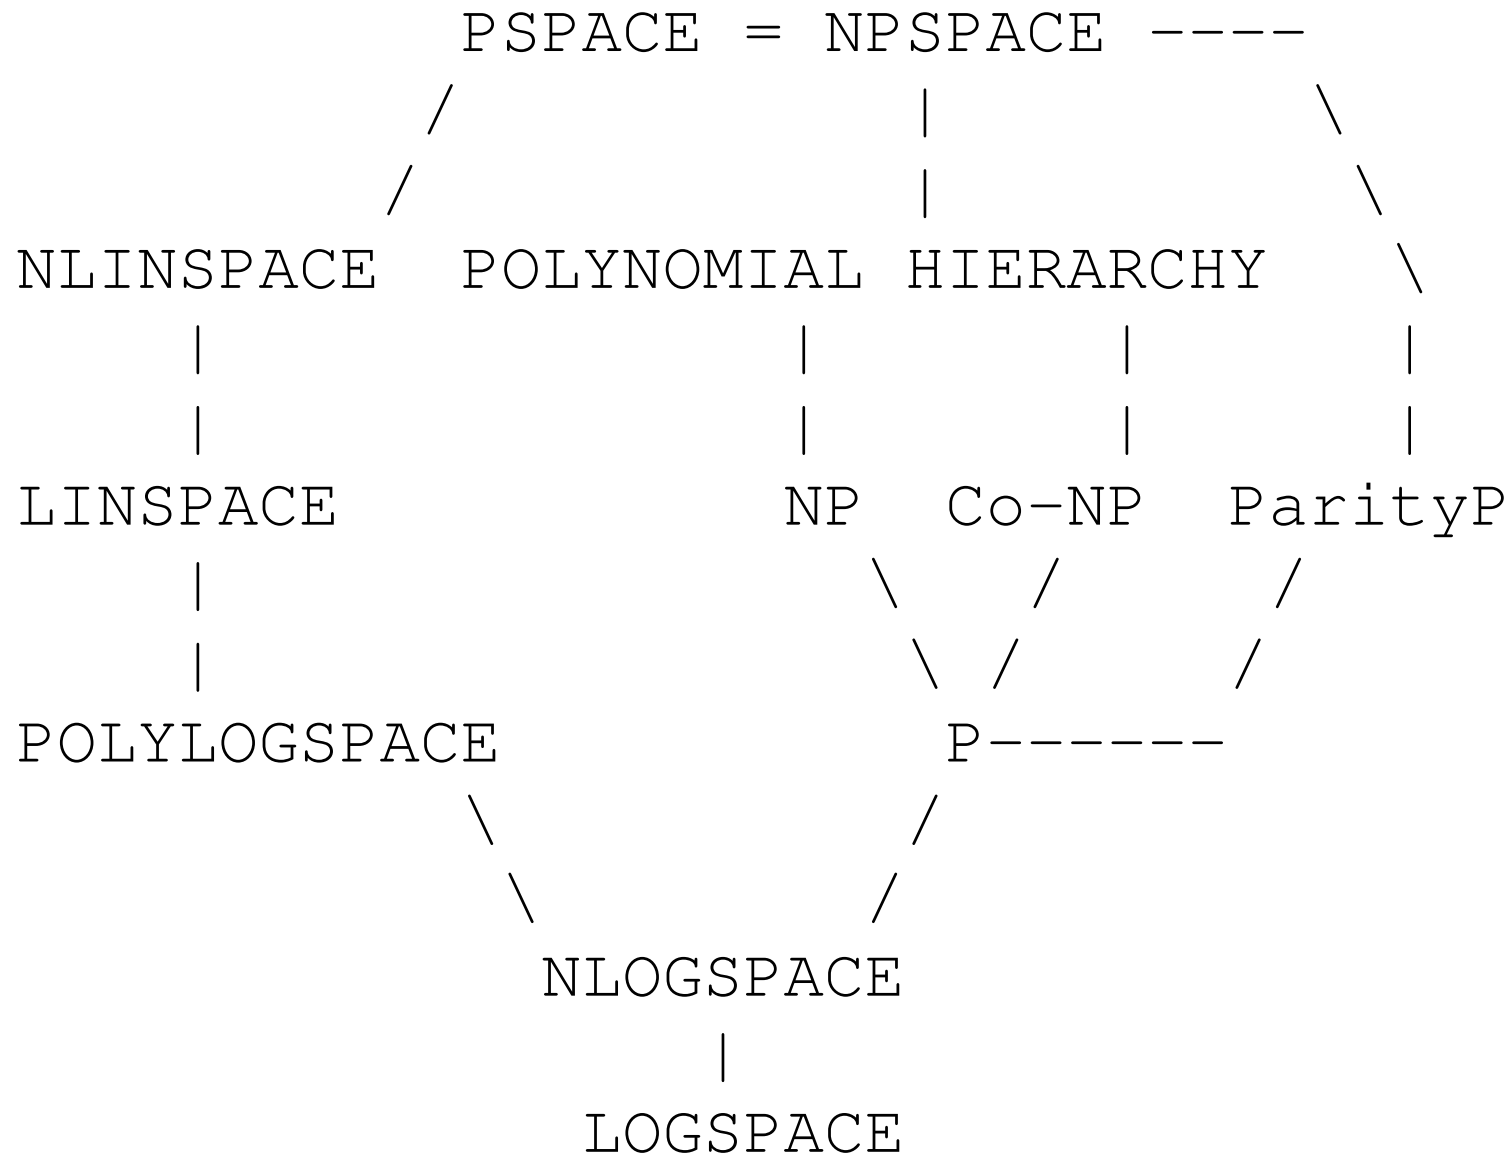 PSPACE = NPSPACE ----
NLINSPACE POLYNOMIAL HIERARCHY
LINSPACE NP Co-NP ParityP
POLYLOGSPACE P------
NLOGSPACE
LOGSPACE